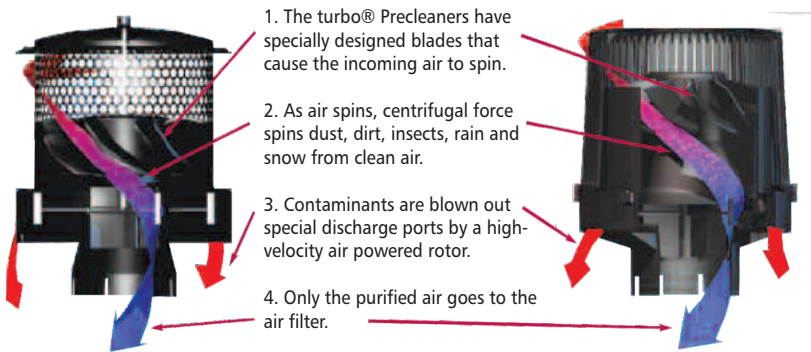 1. The turbo® Precleaners have
specially designed blades that
cause the incoming air to spin.
2. As air spins, centrifugal force
spins dust, dirt, insects, rain and
snow from clean air.
3. Contaminants are blown out
special discharge ports by a high-
velocity air powered rotor.
4. Only the purified air goes to the
air filter.